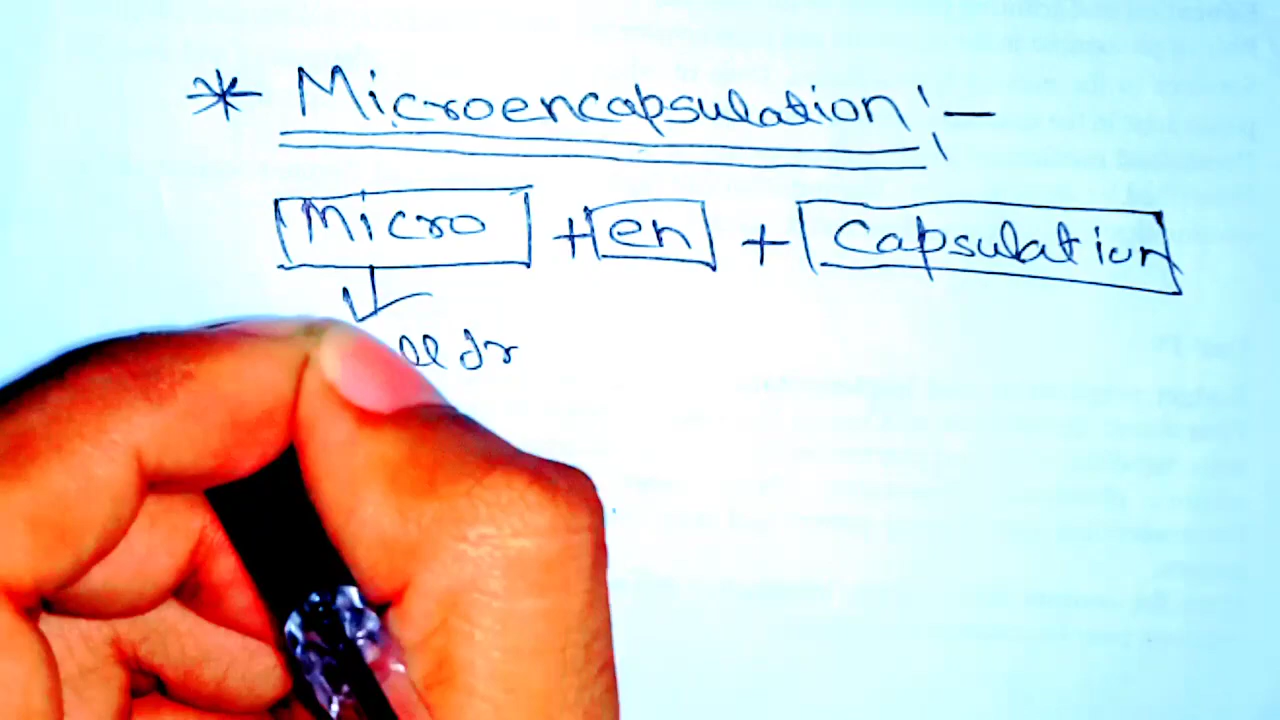 * Microencapsulation :-
Micro + en + Capsulation